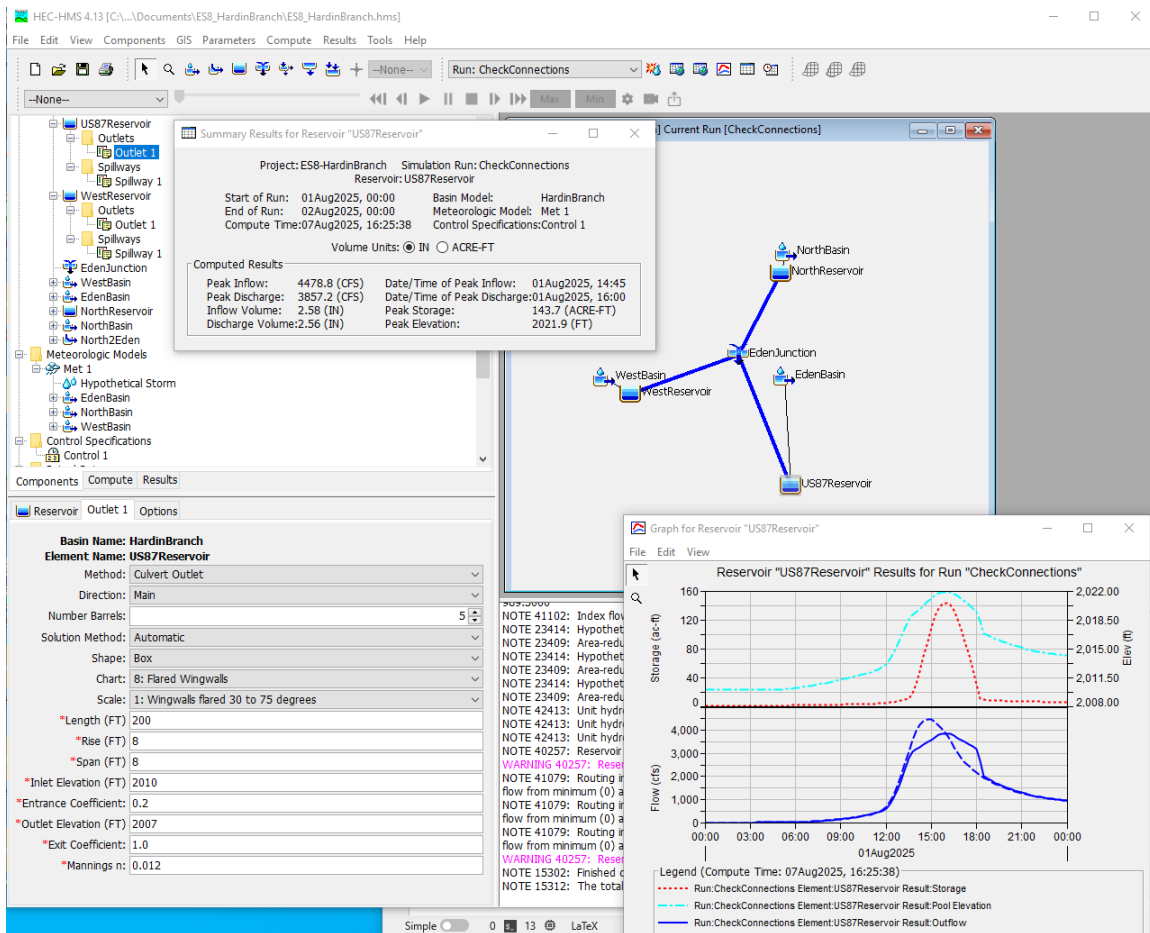 HEC-HMS 4.13 [C:\...\Documents\ES8_HardinBranch\ES8_HardinBranch.hms]
File Edit View Components GIS Parameters Compute Results Tools Help
--None-- Run: CheckConnections
--None-- Max Min
US87Reservoir
Outlets
Outlet 1
Spillways
Spillway 1
WestReservoir
Outlets
Outlet 1
Spillways
Spillway 1
EdenJunction
WestBasin
EdenBasin
NorthReservoir
NorthBasin
North2Eden
Meteorologic Models
Met 1
Hypothetical Storm
EdenBasin
NorthBasin
WestBasin
Control Specifications
Control 1
Components Compute Results
Summary Results for Reservoir "US87Reservoir"
Project: ES8-HardinBranch Simulation Run: CheckConnections
Reservoir: US87Reservoir
Start of Run: 01Aug2025, 00:00 Basin Model: HardinBranch
End of Run: 02Aug2025, 00:00 Meteorologic Model: Met 1
Compute Time:07Aug2025, 16:25:38 Control Specifications:Control 1
Volume Units: IN ACRE-FT
Computed Results
Peak Inflow: 4478.8 (CFS) Date/Time of Peak Inflow: 01Aug2025, 14:45
Peak Discharge: 3857.2 (CFS) Date/Time of Peak Discharge:01Aug2025, 16:00
Inflow Volume: 2.58 (IN) Peak Storage: 143.7 (ACRE-FT)
Discharge Volume:2.56 (IN) Peak Elevation: 2021.9 (FT)
] Current Run [CheckConnections]
NorthBasin
NorthReservoir
EdenJunction
WestBasin
EdenBasin
WestReservoir
US87Reservoir
Reservoir Outlet 1 Options
Basin Name: HardinBranch
Element Name: US87Reservoir
Method: Culvert Outlet
Direction: Main
Number Barrels: 5
Solution Method: Automatic
Shape: Box
Chart: 8: Flared Wingwalls
Scale: 1: Wingwalls flared 30 to 75 degrees
*Length (FT) 200
*Rise (FT) 8
*Span (FT) 8
*Inlet Elevation (FT) 2010
*Entrance Coefficient: 0.2
*Outlet Elevation (FT) 2007
*Exit Coefficient: 1.0
*Mannings n: 0.012
NOTE 41102: Index flow
NOTE 23414: Hypothet
NOTE 23409: Area-redu
NOTE 23414: Hypothet
NOTE 23409: Area-redu
NOTE 23414: Hypothet
NOTE 23409: Area-redu
NOTE 42413: Unit hydr
NOTE 42413: Unit hydr
NOTE 42413: Unit hydr
NOTE 40257: Reservoir
WARNING 40257: Reser
NOTE 41079: Routing in
flow from minimum (0) a
NOTE 41079: Routing in
flow from minimum (0) a
NOTE 41079: Routing in
flow from minimum (0) a
WARNING 40257: Reser
NOTE 15302: Finished c
NOTE 15312: The total
Graph for Reservoir "US87Reservoir"
File Edit View
Reservoir "US87Reservoir" Results for Run "CheckConnections"
Storage (ac-ft)
160
120
80
40
0
2,022.00
2,018.50
2,015.00
2,011.50
2,008.00
Elev (ft)
Flow (cfs)
4,000
3,000
2,000
1,000
0
00:00 03:00 06:00 09:00 12:00 15:00 18:00 21:00 00:00
01Aug2025
Legend (Compute Time: 07Aug2025, 16:25:38)
Run:CheckConnections Element:US87Reservoir Result:Storage
Run:CheckConnections Element:US87Reservoir Result:Pool Elevation
Run:CheckConnections Element:US87Reservoir Result:Outflow
Simple 0 13 LaTeX